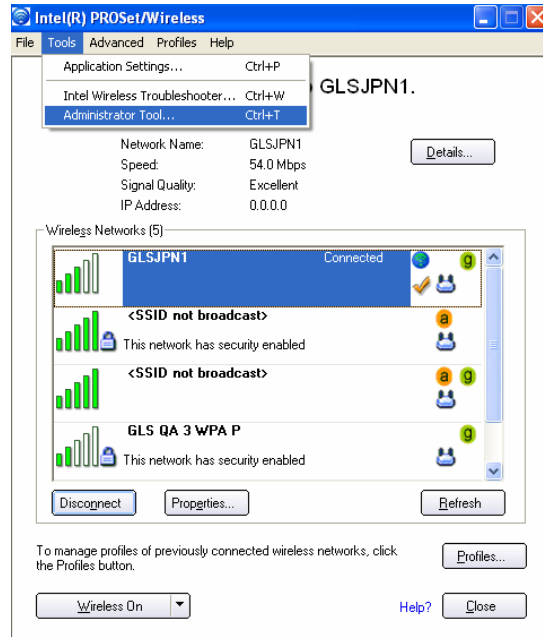 Intel(R) PROSet/Wireless
File Tools Advanced Profiles Help
Application Settings... Ctrl+P
Intel Wireless Troubleshooter... Ctrl+W
Administrator Tool... Ctrl+T
GLSJPN1.
Network Name: GLSJPN1
Speed: 54.0 Mbps
Signal Quality: Excellent
IP Address: 0.0.0.0
Details...
Wireless Networks (5)
GLSJPN1 Connected
g
<SSID not broadcast>
a
This network has security enabled
<SSID not broadcast>
a g
GLS QA 3 WPA P
g
This network has security enabled
Disconnect Properties... Refresh
To manage profiles of previously connected wireless networks, click
the Profiles button.
Profiles...
Wireless On Help? Close